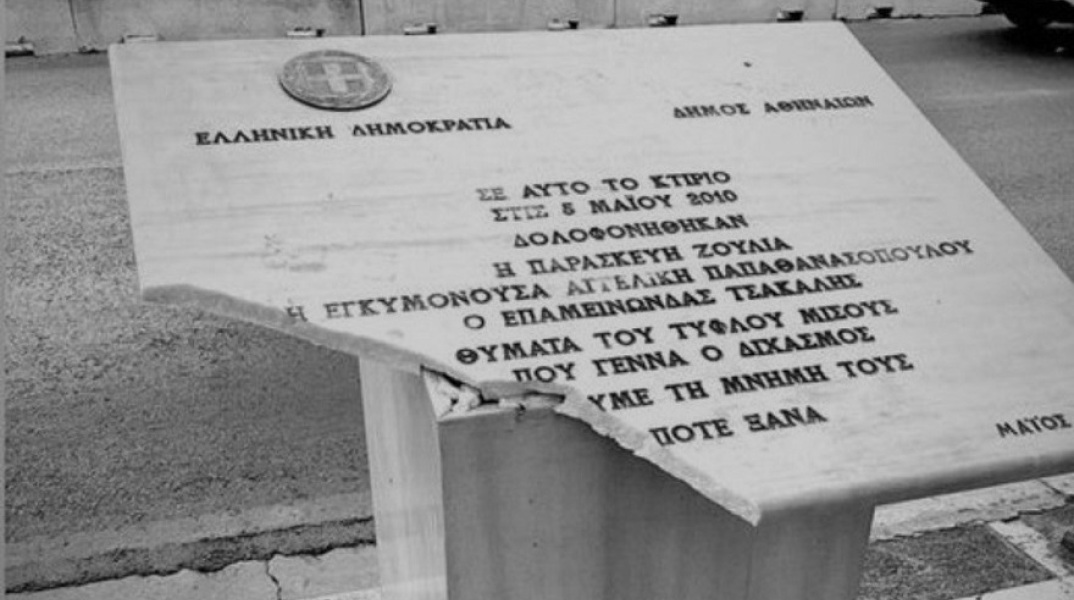 ΕΛΛΗΝΙΚΗ ΔΗΜΟΚΡΑΤΙΑ
ΔΗΜΟΣ ΑΘΗΝΑΙΩΝ
ΣΕ ΑΥΤΟ ΤΟ ΚΤΙΡΙΟ
ΣΤΙΣ 5 ΜΑΪΟΥ 2010
ΔΟΛΟΦΟΝΗΘΗΚΑΝ
Η ΠΑΡΑΣΚΕΥΗ ΖΟΥΛΙΑ
Η ΕΓΚΥΜΟΝΟΥΣΑ ΑΓΓΕΛΙΚΗ ΠΑΠΑΘΑΝΑΣΟΠΟΥΛΟΥ
Ο ΕΠΑΜΕΙΝΩΝΔΑΣ ΤΣΑΚΑΛΗΣ
ΘΥΜΑΤΑ ΤΟΥ ΤΥΦΛΟΥ ΜΙΣΟΥΣ
ΠΟΥ ΓΕΝΝΑ Ο ΔΙΧΑΣΜΟΣ
ΥΜΕ ΤΗ ΜΝΗΜΗ ΤΟΥΣ
ΠΟΤΕ ΞΑΝΑ
ΜΑΪΟΣ